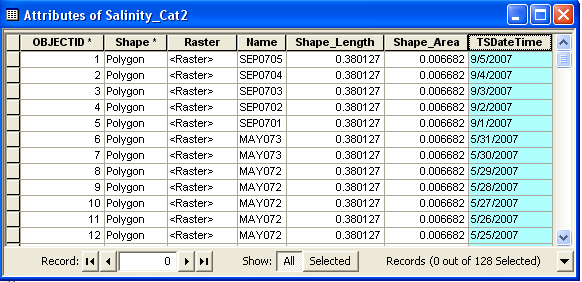 Attributes of Salinity_Cat2
OBJECTID * Shape * Raster Name Shape_Length Shape_Area TSDateTime
1 Polygon <Raster> SEP0705 0.380127 0.006682 9/5/2007
2 Polygon <Raster> SEP0704 0.380127 0.006682 9/4/2007
3 Polygon <Raster> SEP0703 0.380127 0.006682 9/3/2007
4 Polygon <Raster> SEP0702 0.380127 0.006682 9/2/2007
5 Polygon <Raster> SEP0701 0.380127 0.006682 9/1/2007
6 Polygon <Raster> MAY073 0.380127 0.006682 5/31/2007
7 Polygon <Raster> MAY073 0.380127 0.006682 5/30/2007
8 Polygon <Raster> MAY072 0.380127 0.006682 5/29/2007
9 Polygon <Raster> MAY072 0.380127 0.006682 5/28/2007
10 Polygon <Raster> MAY072 0.380127 0.006682 5/27/2007
11 Polygon <Raster> MAY072 0.380127 0.006682 5/26/2007
12 Polygon <Raster> MAY072 0.380127 0.006682 5/25/2007
Record: 0 Show: All Selected Records (0 out of 128 Selected)